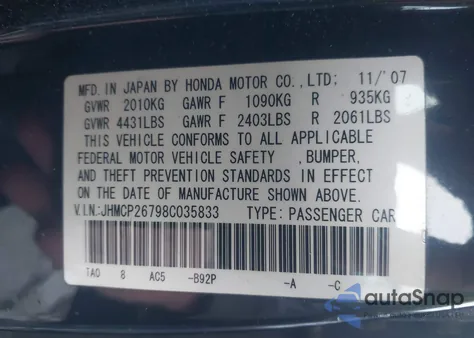 MFD. IN JAPAN BY HONDA MOTOR CO., LTD; 11/'07
GVWR 2010KG GAWR F 1090KG R 935KG
GVWR 4431LBS GAWR F 2403LBS R 2061LBS
THIS VEHICLE CONFORMS TO ALL APPLICABLE
FEDERAL MOTOR VEHICLE SAFETY ,BUMPER,
AND THEFT PREVENTION STANDARDS IN EFFECT
ON THE DATE OF MANUFACTURE SHOWN ABOVE.
V.I.N.:JHMCP26798C035833 TYPE: PASSENGER CAR
TAO 8 AC5 -B92P -A -C
autoSnap